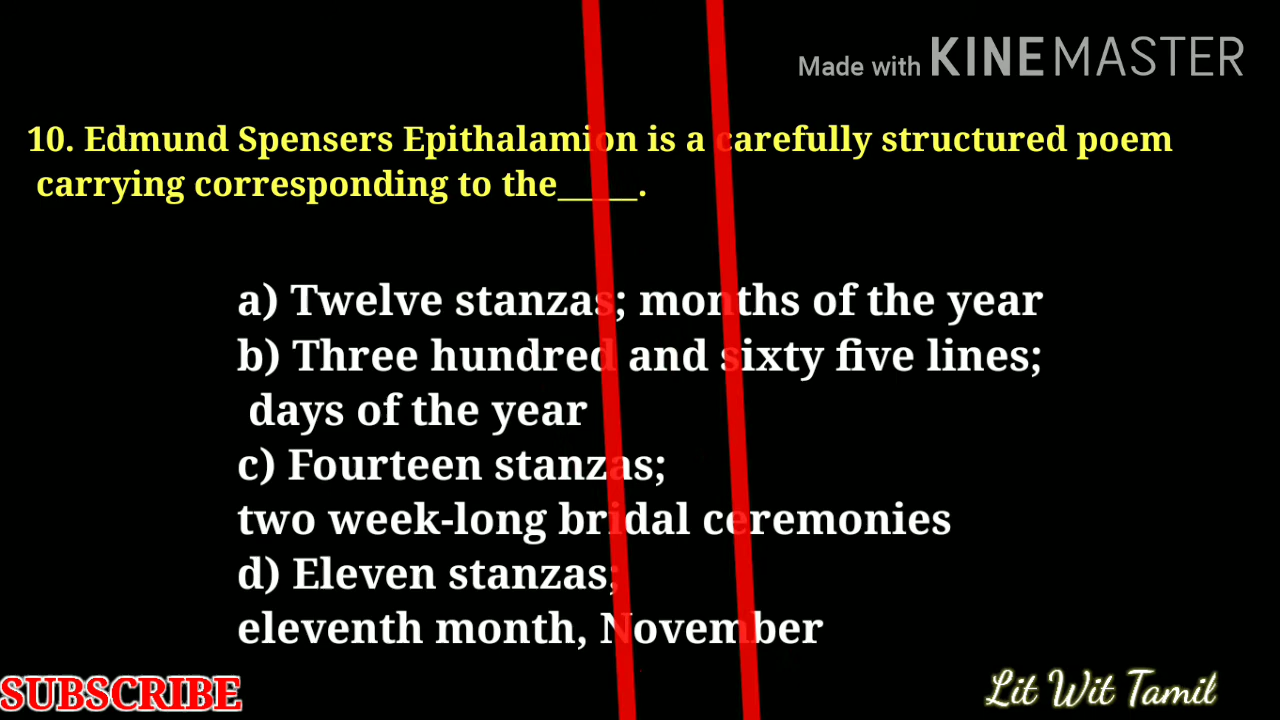 Made with KINEMASTER
10. Edmund Spensers Epithalamion is a carefully structured poem
carrying corresponding to the_____.
a) Twelve stanzas; months of the year
b) Three hundred and sixty five lines;
days of the year
c) Fourteen stanzas;
two week-long bridal ceremonies
d) Eleven stanzas;
eleventh month, November
SUBSCRIBE
Lit Wit Tamil